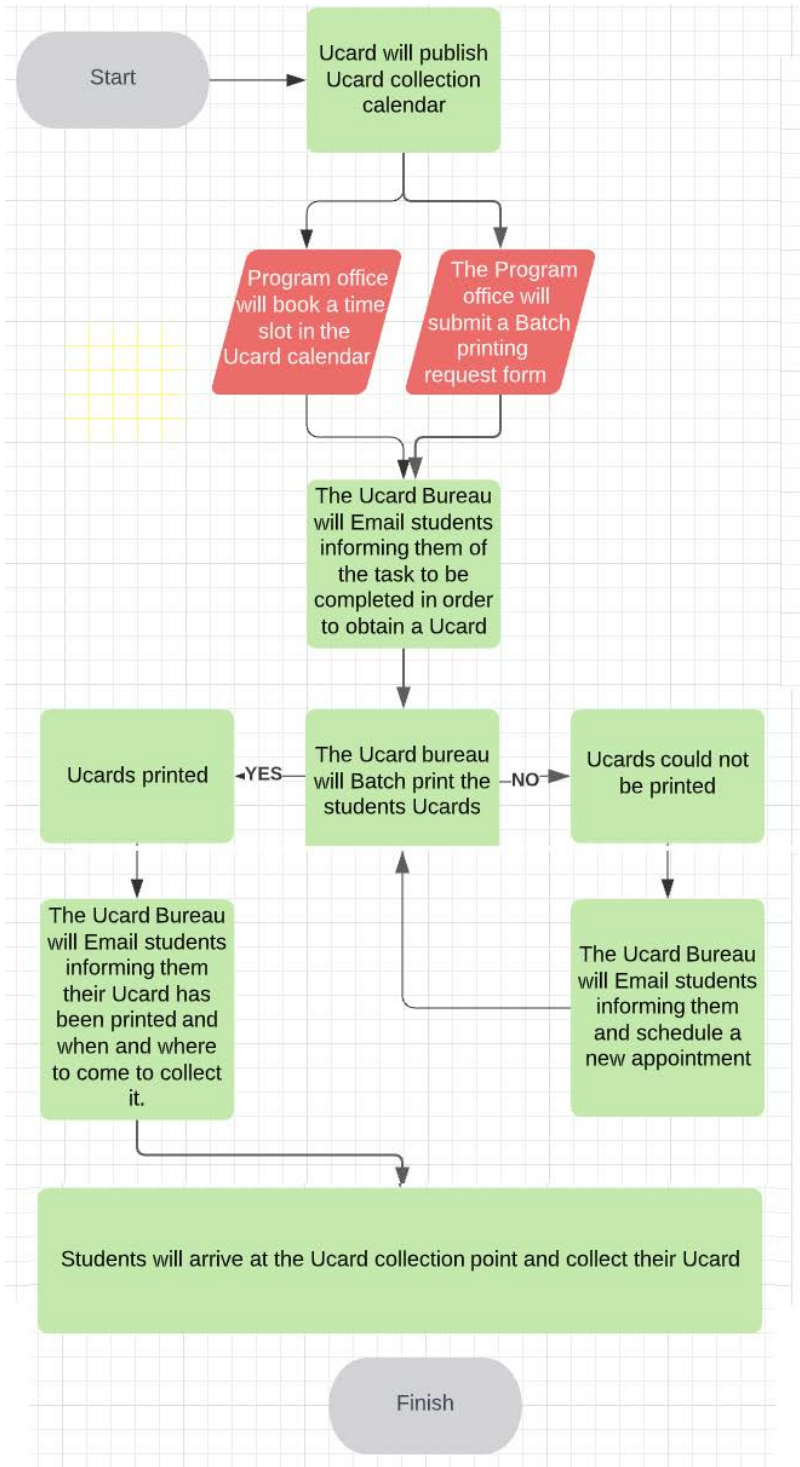 Start
Ucard will publish
Ucard collection
calendar
Program office
will book a time
slot in the
Ucard calendar
The Program
office will
submit a Batch
printing
request form
The Ucard Bureau
will Email students
informing them of
the task to be
completed in order
to obtain a Ucard
Ucards printed
YES
The Ucard bureau
will Batch print the
students Ucards
NO
Ucards could not
be printed
The Ucard Bureau
will Email students
informing them
their Ucard has
been printed and
when and where
to come to collect
it.
The Ucard Bureau
will Email students
informing them
and schedule a
new appointment
Students will arrive at the Ucard collection point and collect their Ucard
Finish